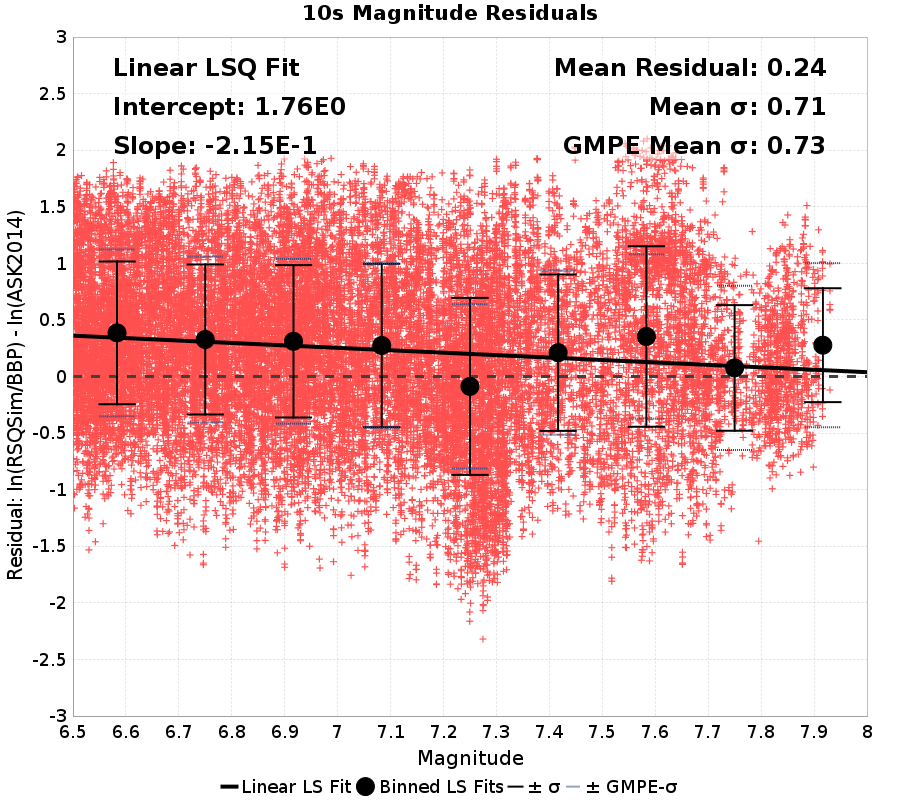 10s Magnitude Residuals
Linear LSQ Fit
Intercept: 1.76E0
Slope: -2.15E-1
Mean Residual: 0.24
Mean σ: 0.71
GMPE Mean σ: 0.73
Residual: ln(RSQSim/BBP) - ln(ASK2014)
3
2.5
2
1.5
1
0.5
0
-0.5
-1
-1.5
-2
-2.5
-3
6.5 6.6 6.7 6.8 6.9 7 7.1 7.2 7.3 7.4 7.5 7.6 7.7 7.8 7.9 8
Magnitude
Linear LS Fit Binned LS Fits ± σ ± GMPE-σ